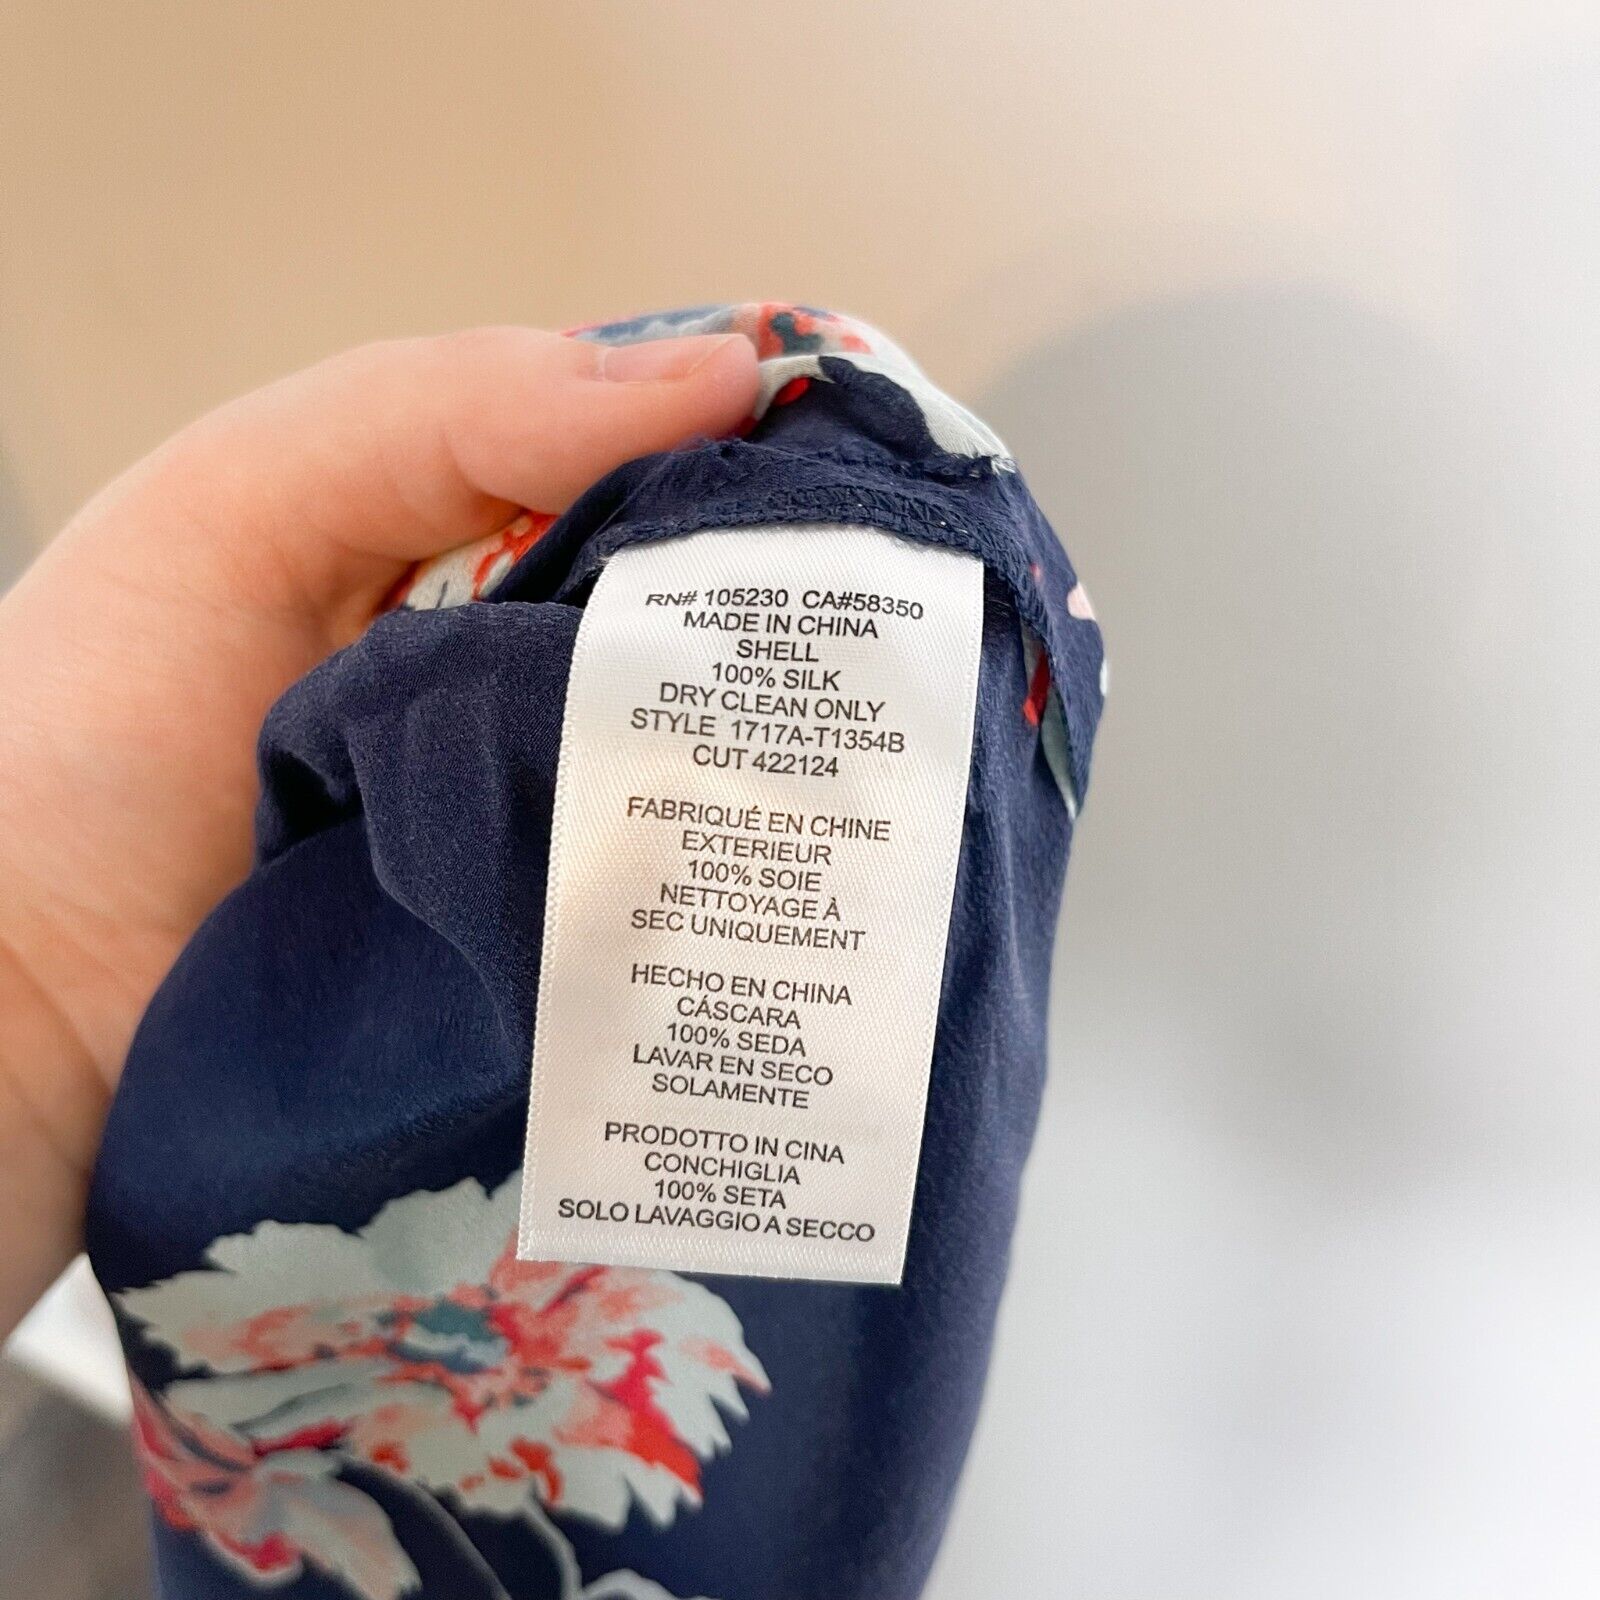 RN# 105230 CA#58350
MADE IN CHINA
SHELL
100% SILK
DRY CLEAN ONLY
STYLE 1717A-T1354B
CUT 422124
FABRIQUÉ EN CHINE
EXTERIEUR
100% SOIE
NETTOYAGE À
SEC UNIQUEMENT
HECHO EN CHINA
CÁSCARA
100% SEDA
LAVAR EN SECO
SOLAMENTE
PRODOTTO IN CINA
CONCHIGLIA
100% SETA
SOLO LAVAGGIO A SECCO